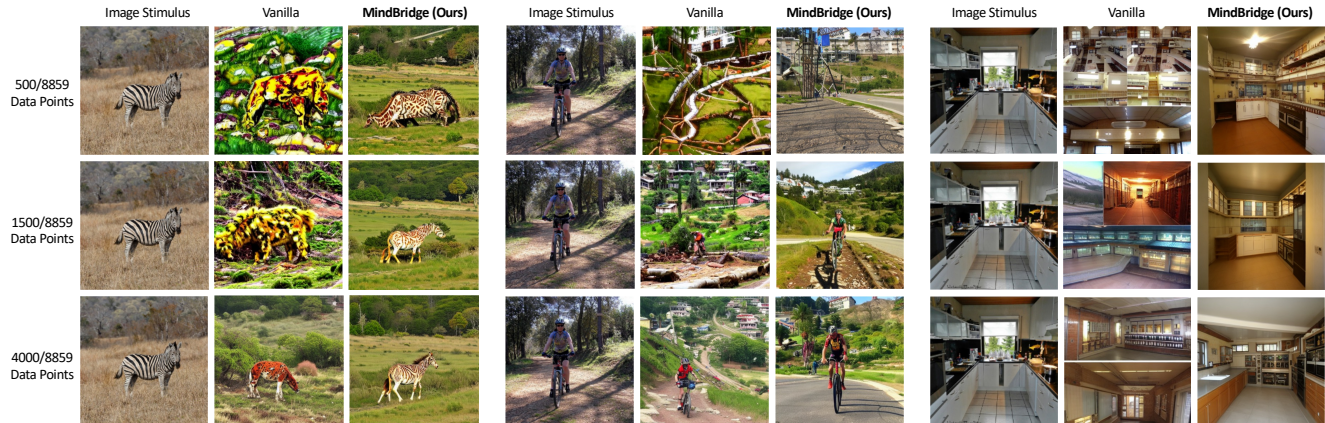 Image Stimulus Vanilla MindBridge (Ours) Image Stimulus Vanilla MindBridge (Ours) Image Stimulus Vanilla MindBridge (Ours)
500/8859
Data Points
1500/8859
Data Points
4000/8859
Data Points